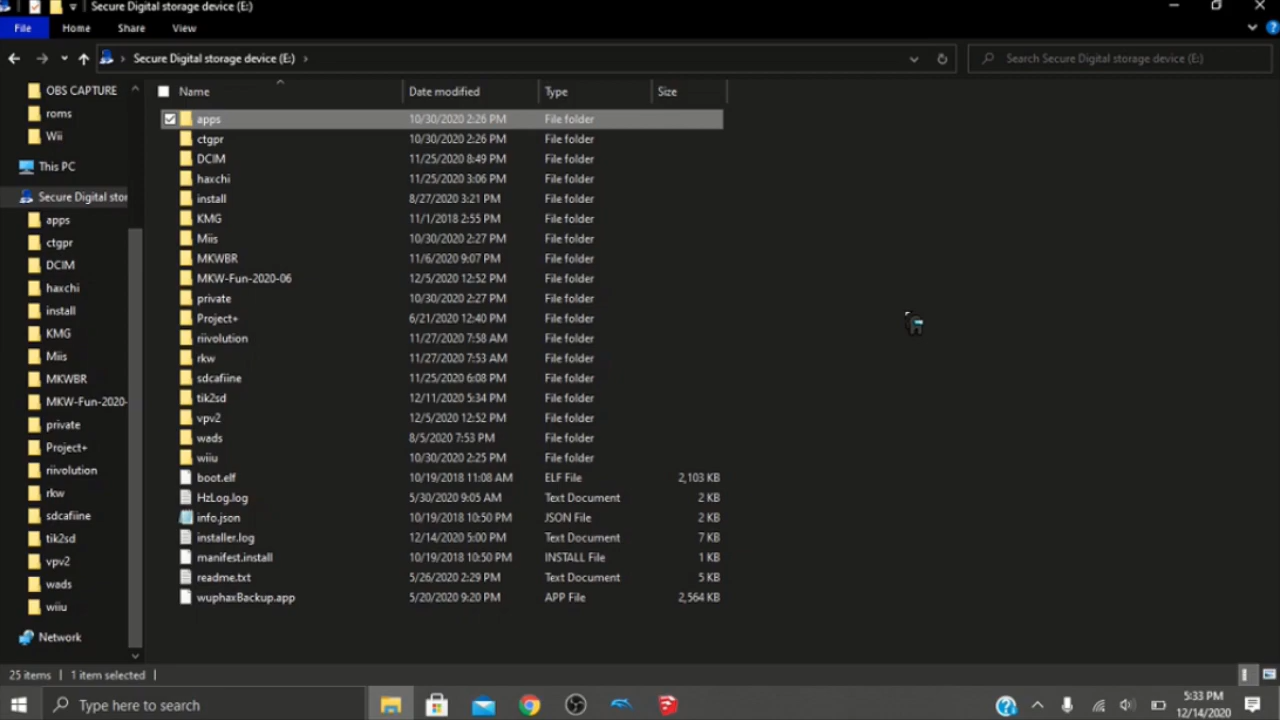 Secure Digital storage device (E:)
File Home Share View
Secure Digital storage device (E:) Search Secure Digital storage device (E:)
OBS CAPTURE
roms
Wii
This PC
Secure Digital stor
apps
ctgpr
DCIM
haxchi
install
KMG
Miis
MKWBR
MKW-Fun-2020-
private
Project+
riivolution
rkw
sdcafiine
tik2sd
vpv2
wads
wiiu
Network
Name Date modified Type Size
apps 10/30/2020 2:26 PM File folder
ctgpr 10/30/2020 2:26 PM File folder
DCIM 11/25/2020 8:49 PM File folder
haxchi 11/25/2020 3:06 PM File folder
install 8/27/2020 3:21 PM File folder
KMG 11/1/2018 2:55 PM File folder
Miis 10/30/2020 2:27 PM File folder
MKWBR 11/6/2020 9:07 PM File folder
MKW-Fun-2020-06 12/5/2020 12:52 PM File folder
private 10/30/2020 2:27 PM File folder
Project+ 6/21/2020 12:40 PM File folder
riivolution 11/27/2020 7:58 AM File folder
rkw 11/27/2020 7:53 AM File folder
sdcafiine 11/25/2020 6:08 PM File folder
tik2sd 12/11/2020 5:34 PM File folder
vpv2 12/5/2020 12:52 PM File folder
wads 8/5/2020 7:53 PM File folder
wiiu 10/30/2020 2:25 PM File folder
boot.elf 10/19/2018 11:08 AM ELF File 2,103 KB
HzLog.log 5/30/2020 9:05 AM Text Document 2 KB
info.json 10/19/2018 10:50 PM JSON File 2 KB
installer.log 12/14/2020 5:00 PM Text Document 7 KB
manifest.install 10/19/2018 10:50 PM INSTALL File 1 KB
readme.txt 5/26/2020 2:29 PM Text Document 5 KB
wuphaxBackup.app 5/20/2020 9:20 PM APP File 2,564 KB
25 items 1 item selected
Type here to search
5:33 PM
12/14/2020